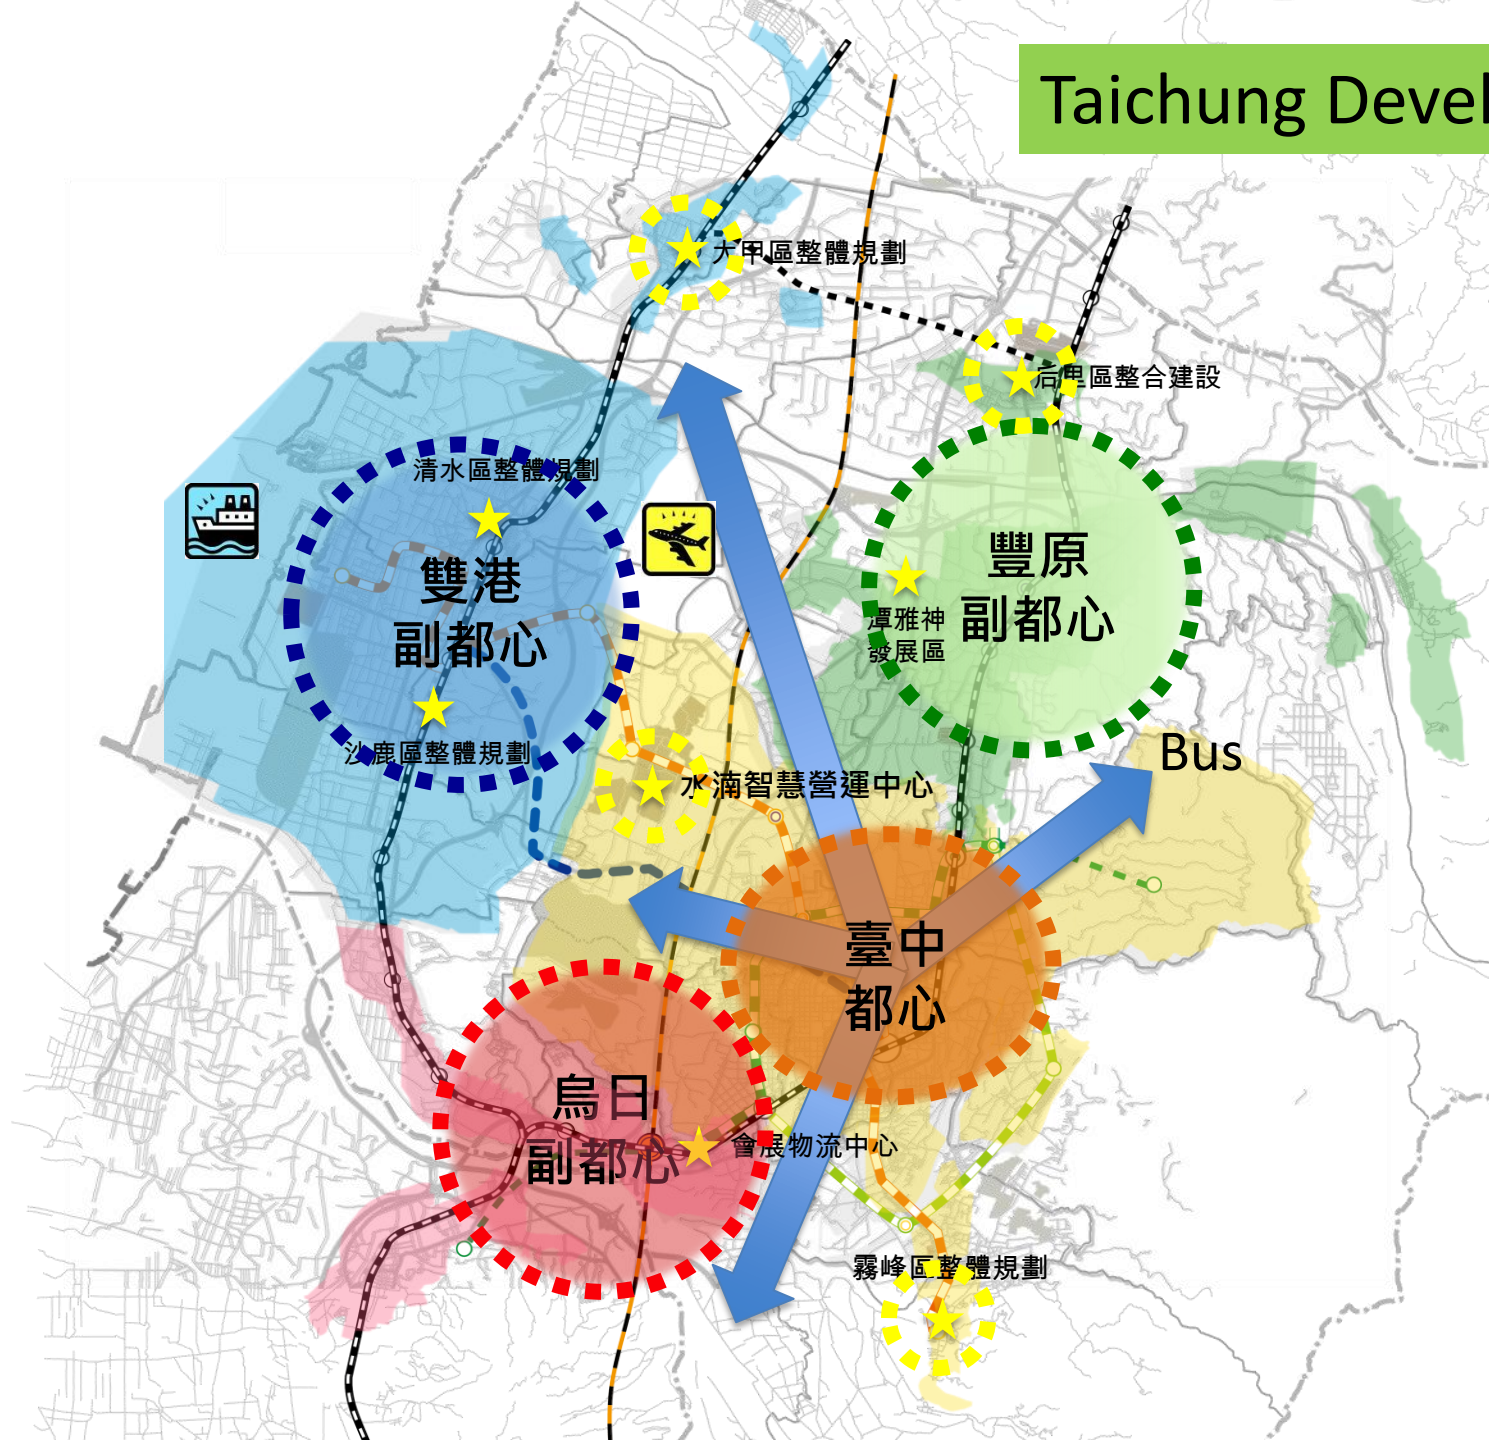 Taichung Devel
大甲區整體規劃
后里區整合建設
清水區整體規劃
雙港
副都心
沙鹿區整體規劃
豐原
副都心
潭雅神
發展區
Bus
水湳智慧營運中心
臺中
都心
烏日
副都心
會展物流中心
霧峰區整體規劃